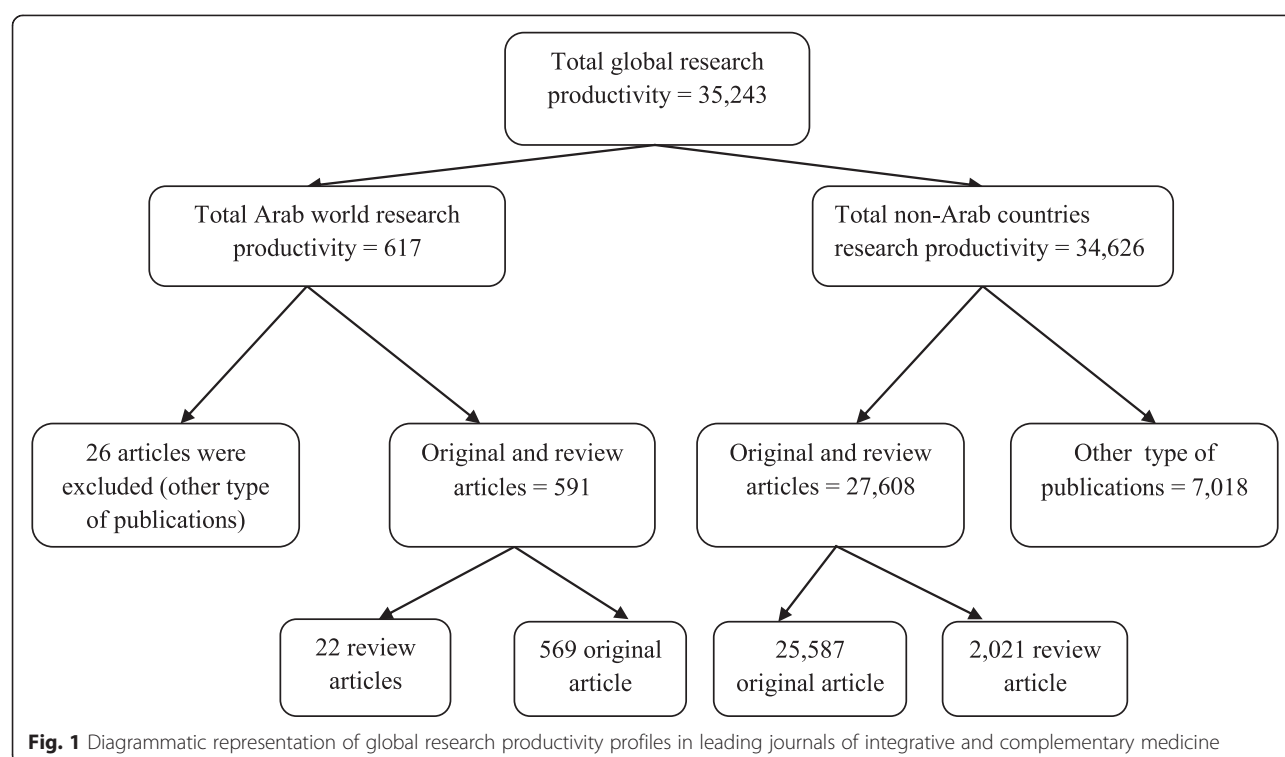 Total global research
productivity = 35,243
Total Arab world research
productivity = 617
Total non-Arab countries
research productivity = 34,626
26 articles were
excluded (other type
of publications)
Original and review
articles = 591
Original and review
articles = 27,608
Other type of
publications = 7,018
22 review
articles
569 original
article
25,587
original article
2,021 review
article
Fig. 1 Diagrammatic representation of global research productivity profiles in leading journals of integrative and complementary medicine